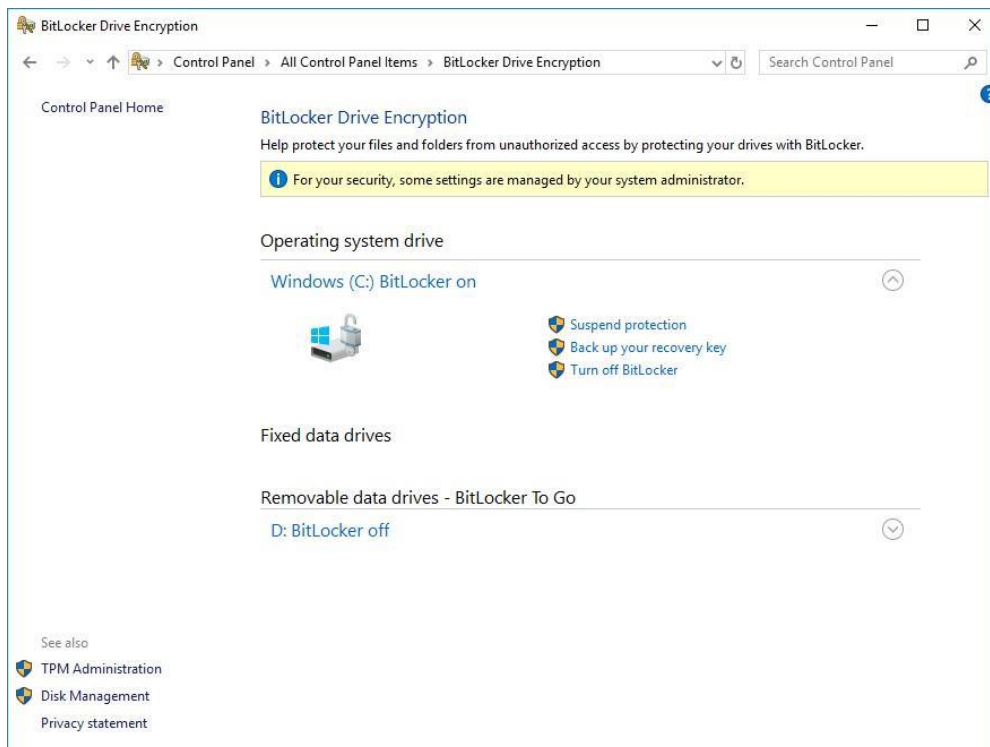 BitLocker Drive Encryption
Control Panel > All Control Panel Items > BitLocker Drive Encryption
Search Control Panel
Control Panel Home
BitLocker Drive Encryption
Help protect your files and folders from unauthorized access by protecting your drives with BitLocker.
For your security, some settings are managed by your system administrator.
Operating system drive
Windows (C:) BitLocker on
Suspend protection
Back up your recovery key
Turn off BitLocker
Fixed data drives
Removable data drives - BitLocker To Go
D: BitLocker off
See also
TPM Administration
Disk Management
Privacy statement